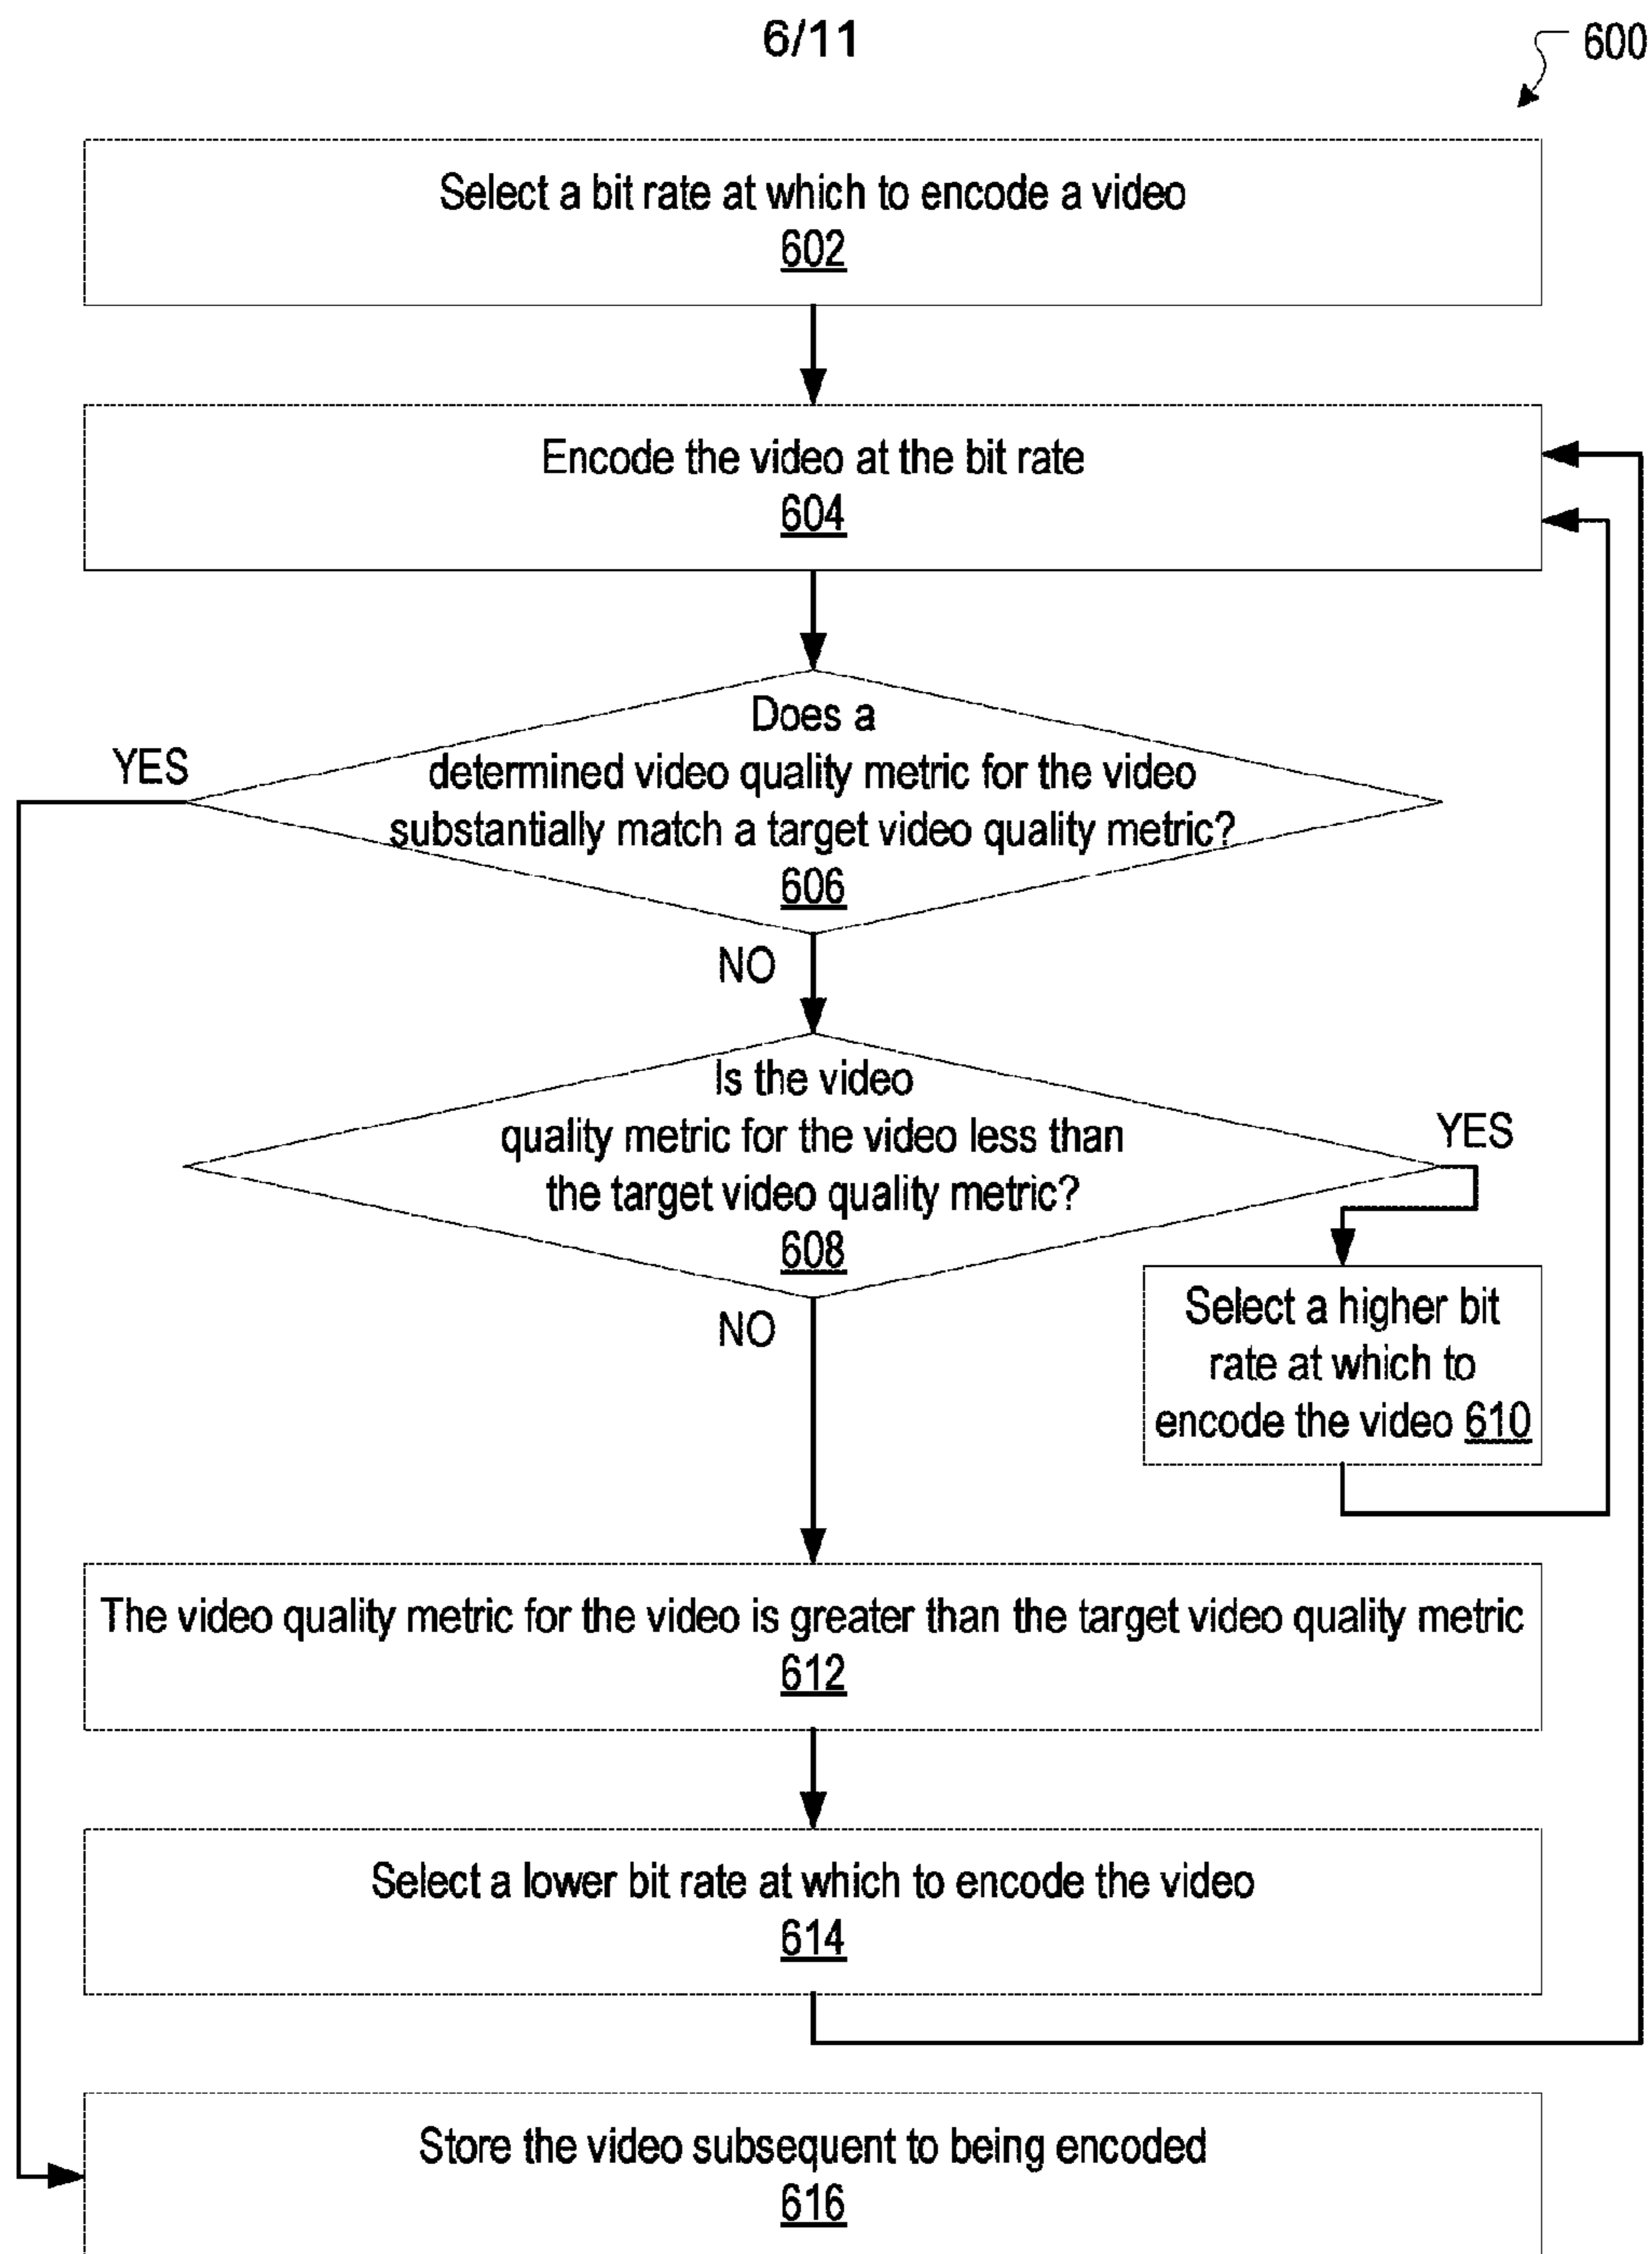 6/11
600
Select a bit rate at which to encode a video
602
Encode the video at the bit rate
604
Does a
determined video quality metric for the video
substantially match a target video quality metric?
606
YES
NO
Is the video
quality metric for the video less than
the target video quality metric?
608
YES
NO
Select a higher bit
rate at which to
encode the video 610
The video quality metric for the video is greater than the target video quality metric
612
Select a lower bit rate at which to encode the video
614
Store the video subsequent to being encoded
616